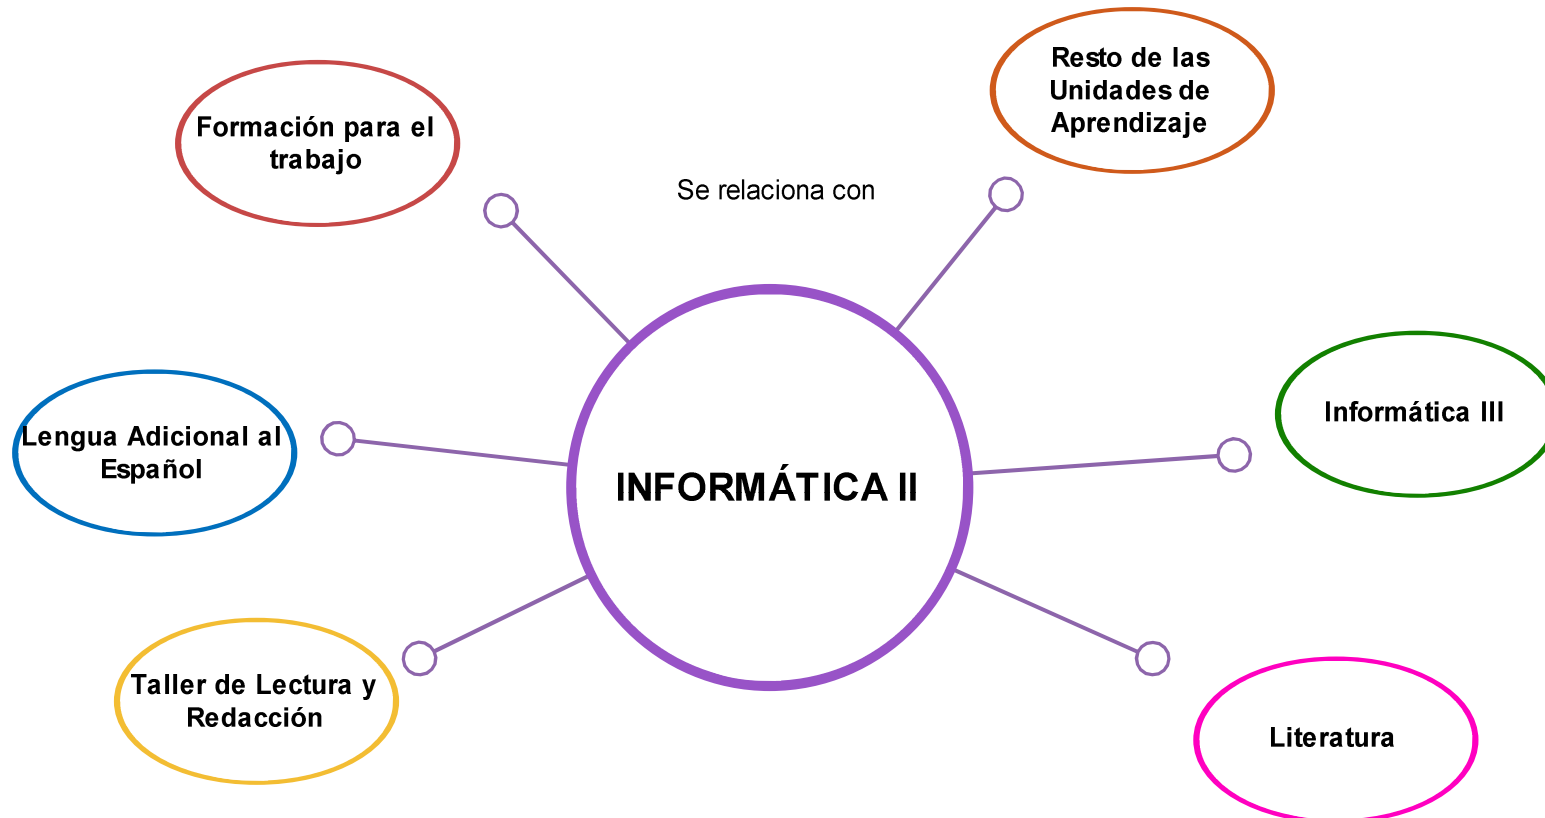 Resto de las
Unidades de
Aprendizaje
Formación para el
trabajo
Se relaciona con
Informática III
Lengua Adicional al
Español
INFORMÁTICA II
Taller de Lectura y
Redacción
Literatura